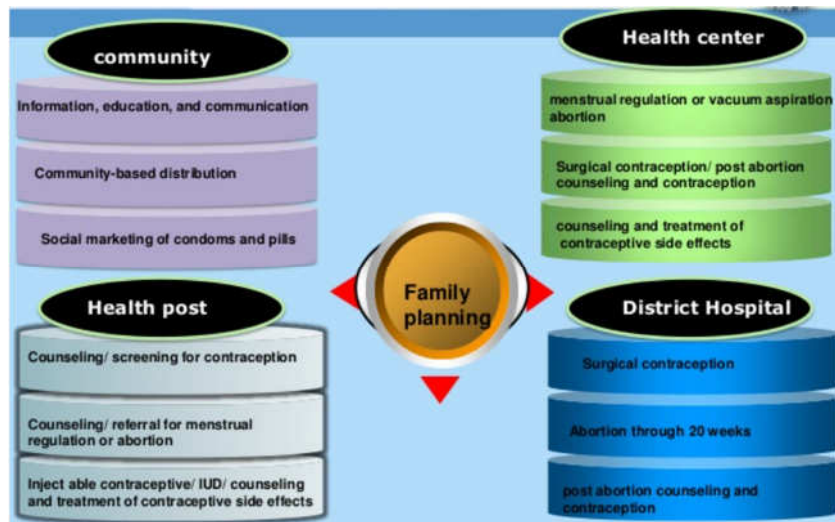 community
Information, education, and communication
Community-based distribution
Social marketing of condoms and pills
Health center
menstrual regulation or vacuum aspiration
abortion
Surgical contraception/ post abortion
counseling and contraception
counseling and treatment of
contraceptive side effects
Family
planning
Health post
Counseling/ screening for contraception
Counseling/ referral for menstrual
regulation or abortion
Inject able contraceptive/ IUD/ counseling
and treatment of contraceptive side effects
District Hospital
Surgical contraception
Abortion through 20 weeks
post abortion counseling and
contraception